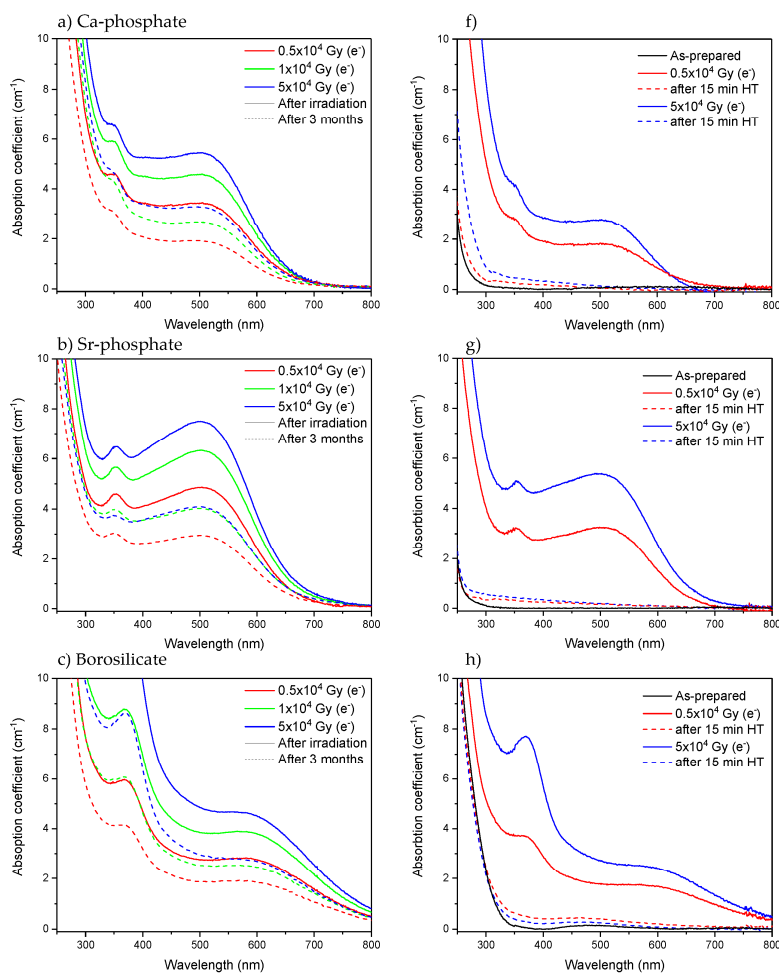 a) Ca-phosphate
10
8
6
4
2
0
300 400 500 600 700 800
Absoption coefficient (cm⁻¹)
Wavelength (nm)
0.5x10⁴ Gy (e⁻)
1x10⁴ Gy (e⁻)
5x10⁴ Gy (e⁻)
After irradiation
After 3 months
f)
10
8
6
4
2
0
300 400 500 600 700 800
Absorbtion coefficient (cm⁻¹)
Wavelength (nm)
As-prepared
0.5x10⁴ Gy (e⁻)
after 15 min HT
5x10⁴ Gy (e⁻)
after 15 min HT
b) Sr-phosphate
10
8
6
4
2
0
300 400 500 600 700 800
Absoption coefficient (cm⁻¹)
Wavelength (nm)
0.5x10⁴ Gy (e⁻)
1x10⁴ Gy (e⁻)
5x10⁴ Gy (e⁻)
After irradiation
After 3 months
g)
10
8
6
4
2
0
300 400 500 600 700 800
Absorbtion coefficient (cm⁻¹)
Wavelength (nm)
As-prepared
0.5x10⁴ Gy (e⁻)
after 15 min HT
5x10⁴ Gy (e⁻)
after 15 min HT
c) Borosilicate
10
8
6
4
2
0
300 400 500 600 700 800
Absoption coefficient (cm⁻¹)
Wavelength (nm)
0.5x10⁴ Gy (e⁻)
1x10⁴ Gy (e⁻)
5x10⁴ Gy (e⁻)
After irradiation
After 3 months
h)
10
8
6
4
2
0
300 400 500 600 700 800
Absorbtion coefficient (cm⁻¹)
Wavelength (nm)
As-prepared
0.5x10⁴ Gy (e⁻)
after 15 min HT
5x10⁴ Gy (e⁻)
after 15 min HT